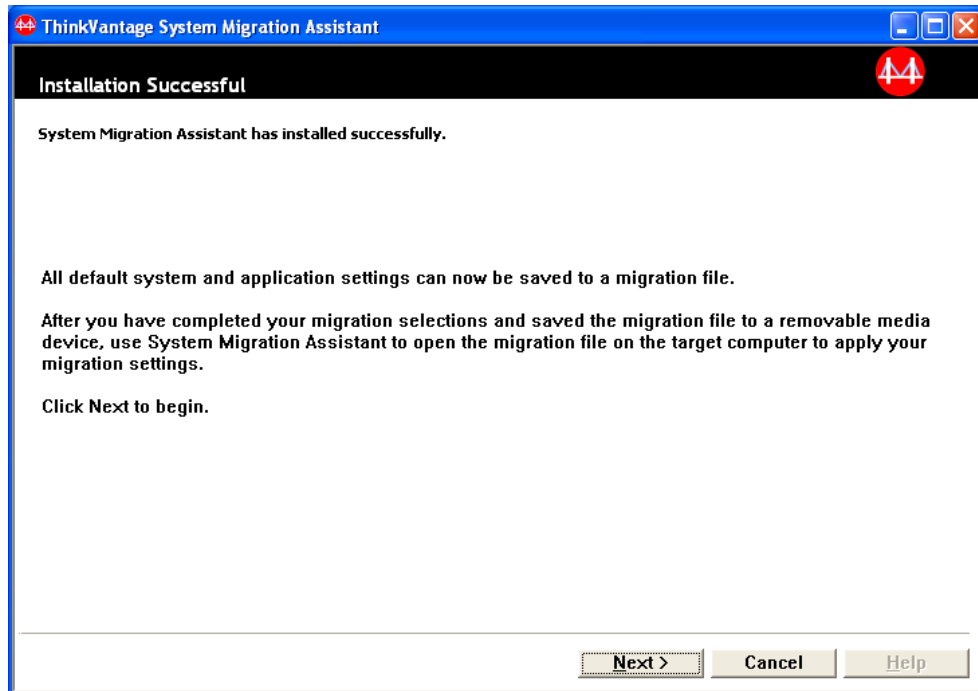 ThinkVantage System Migration Assistant
Installation Successful
System Migration Assistant has installed successfully.
All default system and application settings can now be saved to a migration file.
After you have completed your migration selections and saved the migration file to a removable media
device, use System Migration Assistant to open the migration file on the target computer to apply your
migration settings.
Click Next to begin.
Next >
Cancel
Help